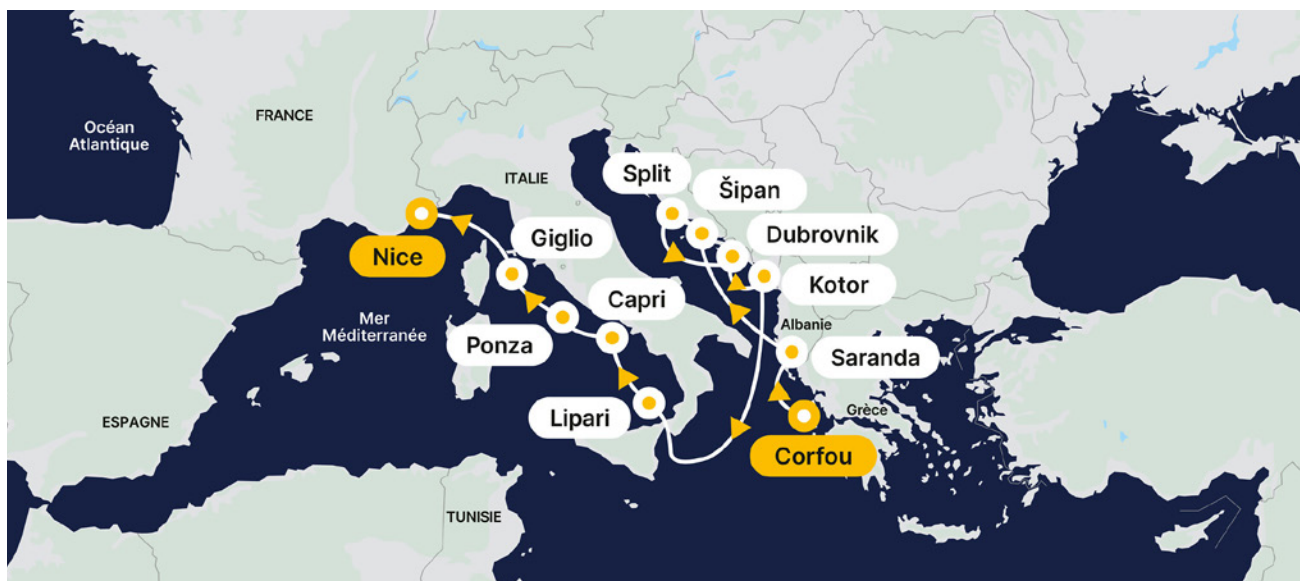 FRANCE
Océan
Atlantique
ITALIE
Split
Šipan
Dubrovnik
Kotor
Nice
Giglio
Capri
Mer
Méditerranée
Ponza
Albanie
Saranda
Lipari
Grèce
ESPAGNE
Corfou
TUNISIE